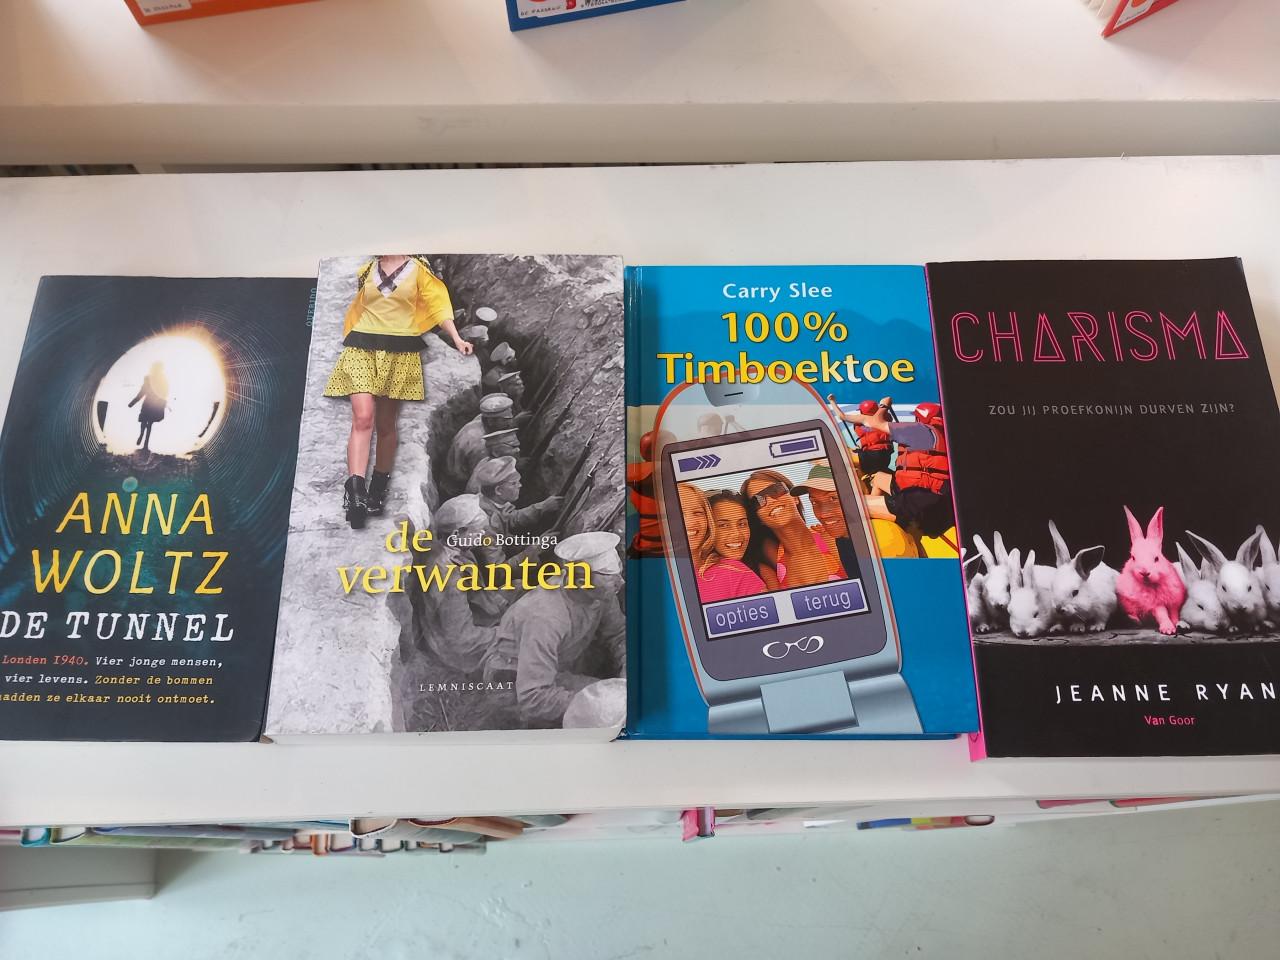 QUERIDO
ANNA
WOLTZ
DE TUNNEL
Londen 1940. Vier jonge mensen,
vier levens. Zonder de bommen
hadden ze elkaar nooit ontmoet.
de Guido Bottinga
verwanten
LEMNISCAAT
Carry Slee
100%
Timboektoe
opties terug
CHARISMA
ZOU JIJ PROEFKONIJN DURVEN ZIJN?
JEANNE RYAN
Van Goor